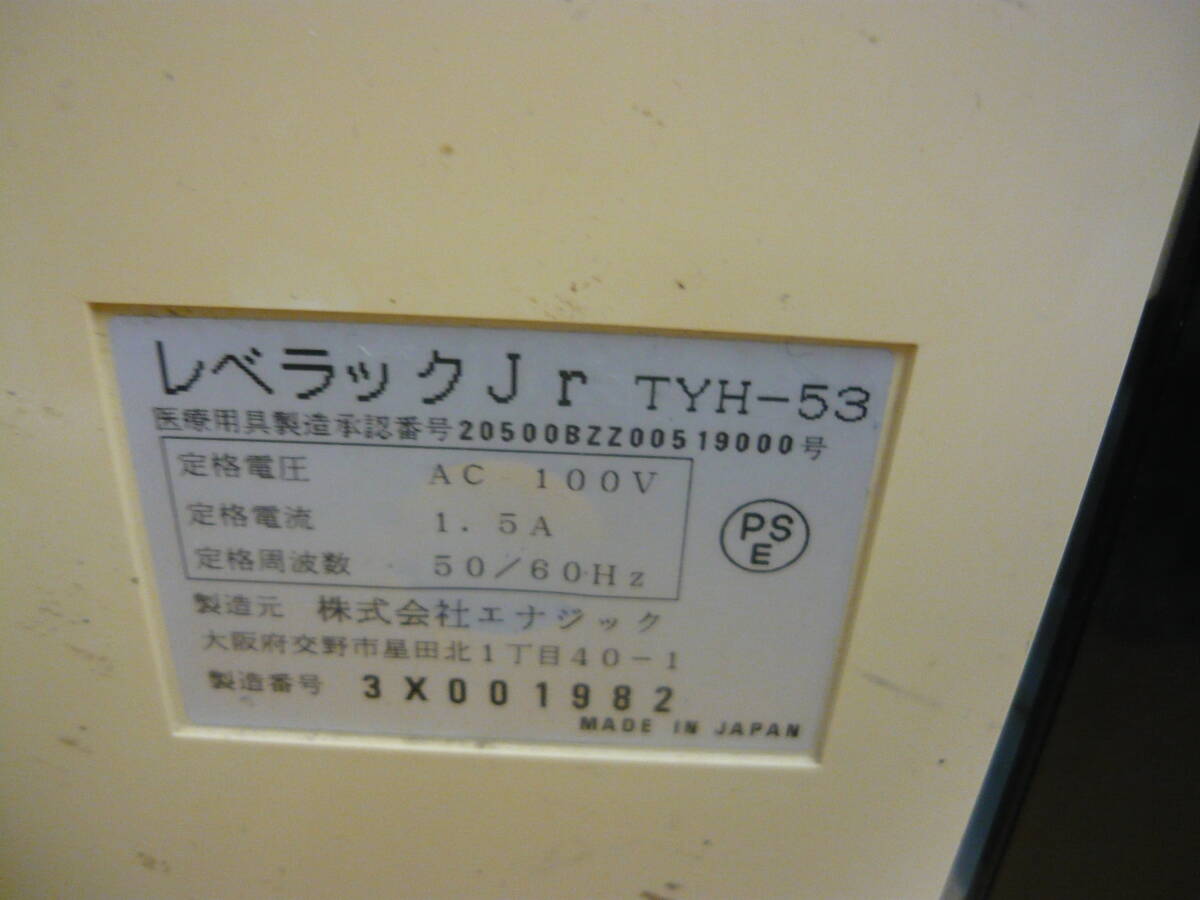 レベラックJr TYH-53
医療用具製造承認番号20500BZZ00519000号
定格電圧 AC 100V
定格電流 1.5A
定格周波数 50/60Hz
PS
E
製造元 株式会社エナジック
大阪府交野市星田北1丁目40-1
製造番号 3X001982
MADE IN JAPAN